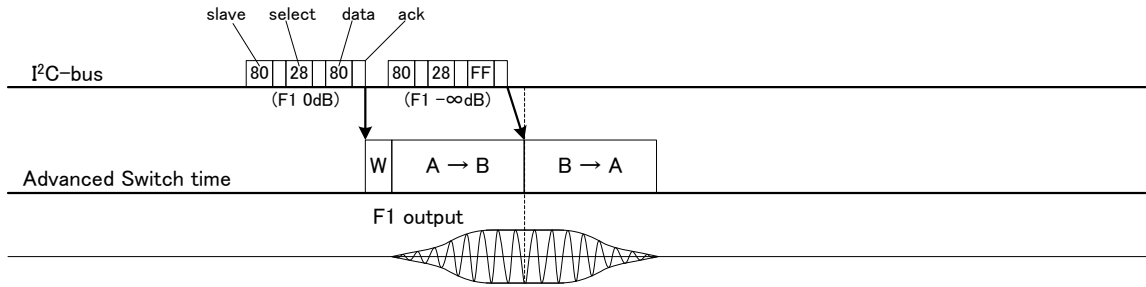 slave select data ack
I²C-bus 80 28 80 80 28 FF
(F1 0dB) (F1 −∞dB)
W A → B B → A
Advanced Switch time
F1 output